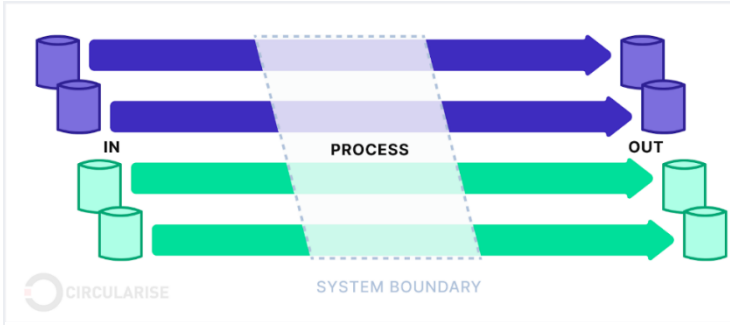 IN
PROCESS
OUT
SYSTEM BOUNDARY
CIRCULARISE